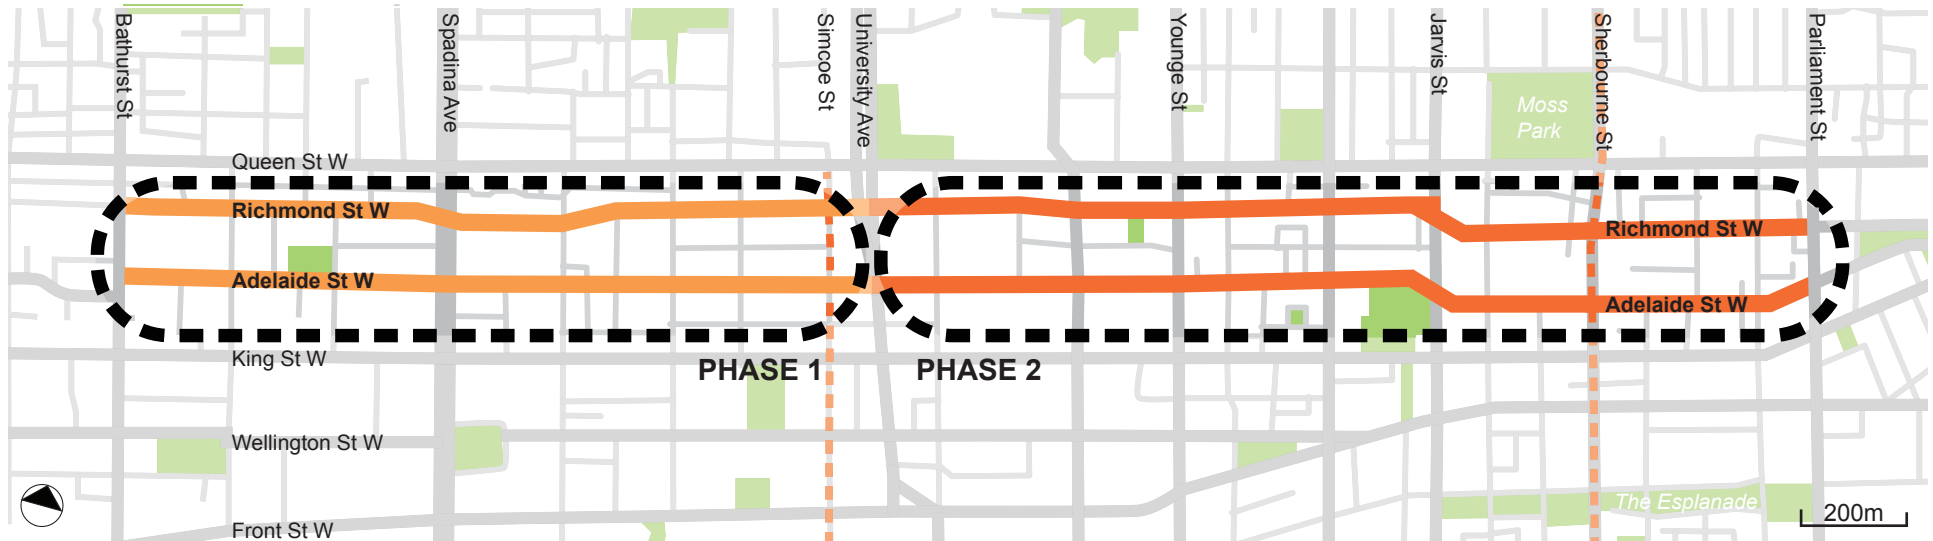 Bathurst St
Spadina Ave
Simcoe St
University Ave
Younge St
Jarvis St
Sherbourne St
Parliament St
Moss
Park
Queen St W
Richmond St W
Richmond St W
Adelaide St W
Adelaide St W
King St W
PHASE 1
PHASE 2
Wellington St W
The Esplanade
200m
Front St W